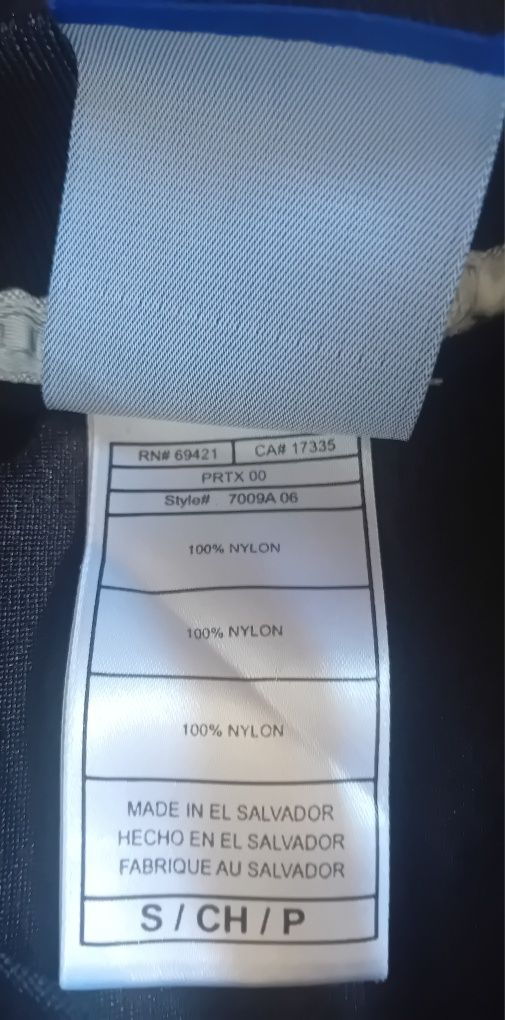 RN# 69421 CA# 17335
PRTX 00
Style# 7009A 06
100% NYLON
100% NYLON
100% NYLON
MADE IN EL SALVADOR
HECHO EN EL SALVADOR
FABRIQUE AU SALVADOR
S / CH / P